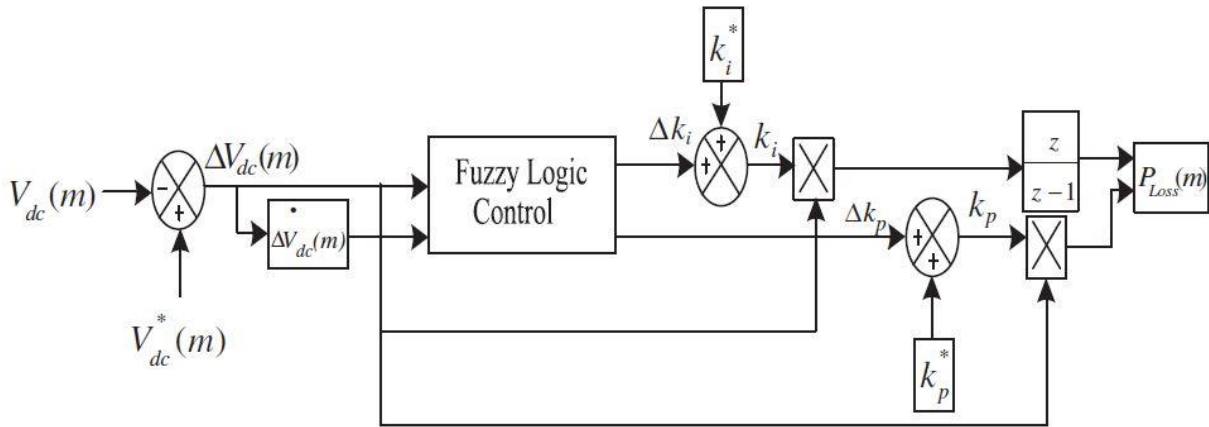 k_i^*
V_dc(m)
-
+
ΔV_dc(m)
ΔV̇_dc(m)
V_dc^*(m)
Fuzzy Logic
Control
Δk_i
+
+
k_i
Δk_p
+
+
k_p
k_p^*
z
z-1
P_Loss(m)